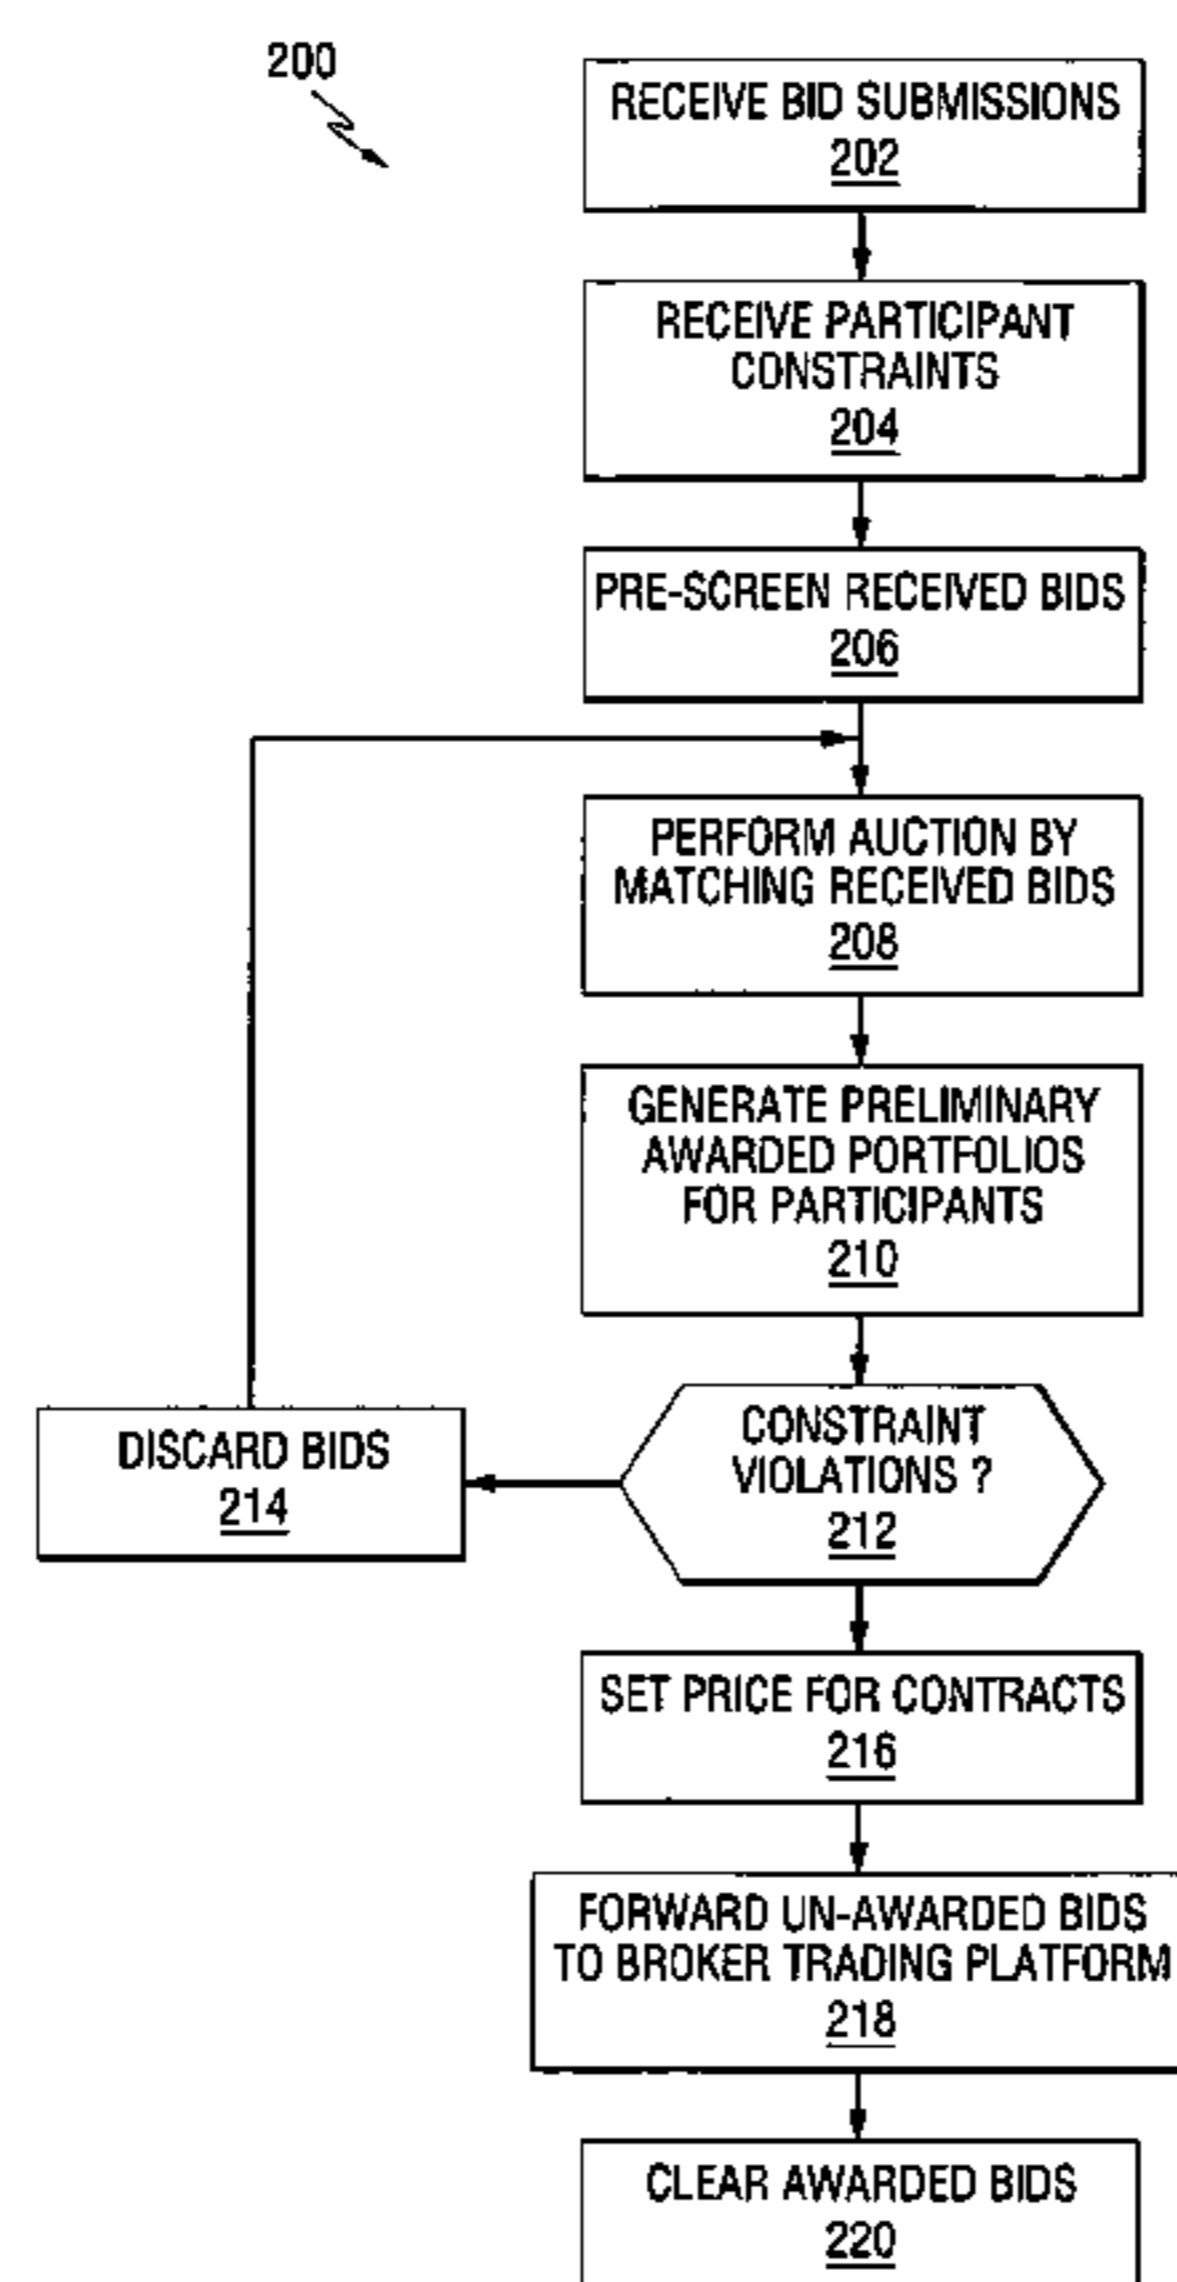 200
RECEIVE BID SUBMISSIONS
202
RECEIVE PARTICIPANT
CONSTRAINTS
204
PRE-SCREEN RECEIVED BIDS
206
PERFORM AUCTION BY
MATCHING RECEIVED BIDS
208
GENERATE PRELIMINARY
AWARDED PORTFOLIOS
FOR PARTICIPANTS
210
CONSTRAINT
VIOLATIONS ?
212
DISCARD BIDS
214
SET PRICE FOR CONTRACTS
216
FORWARD UN-AWARDED BIDS
TO BROKER TRADING PLATFORM
218
CLEAR AWARDED BIDS
220